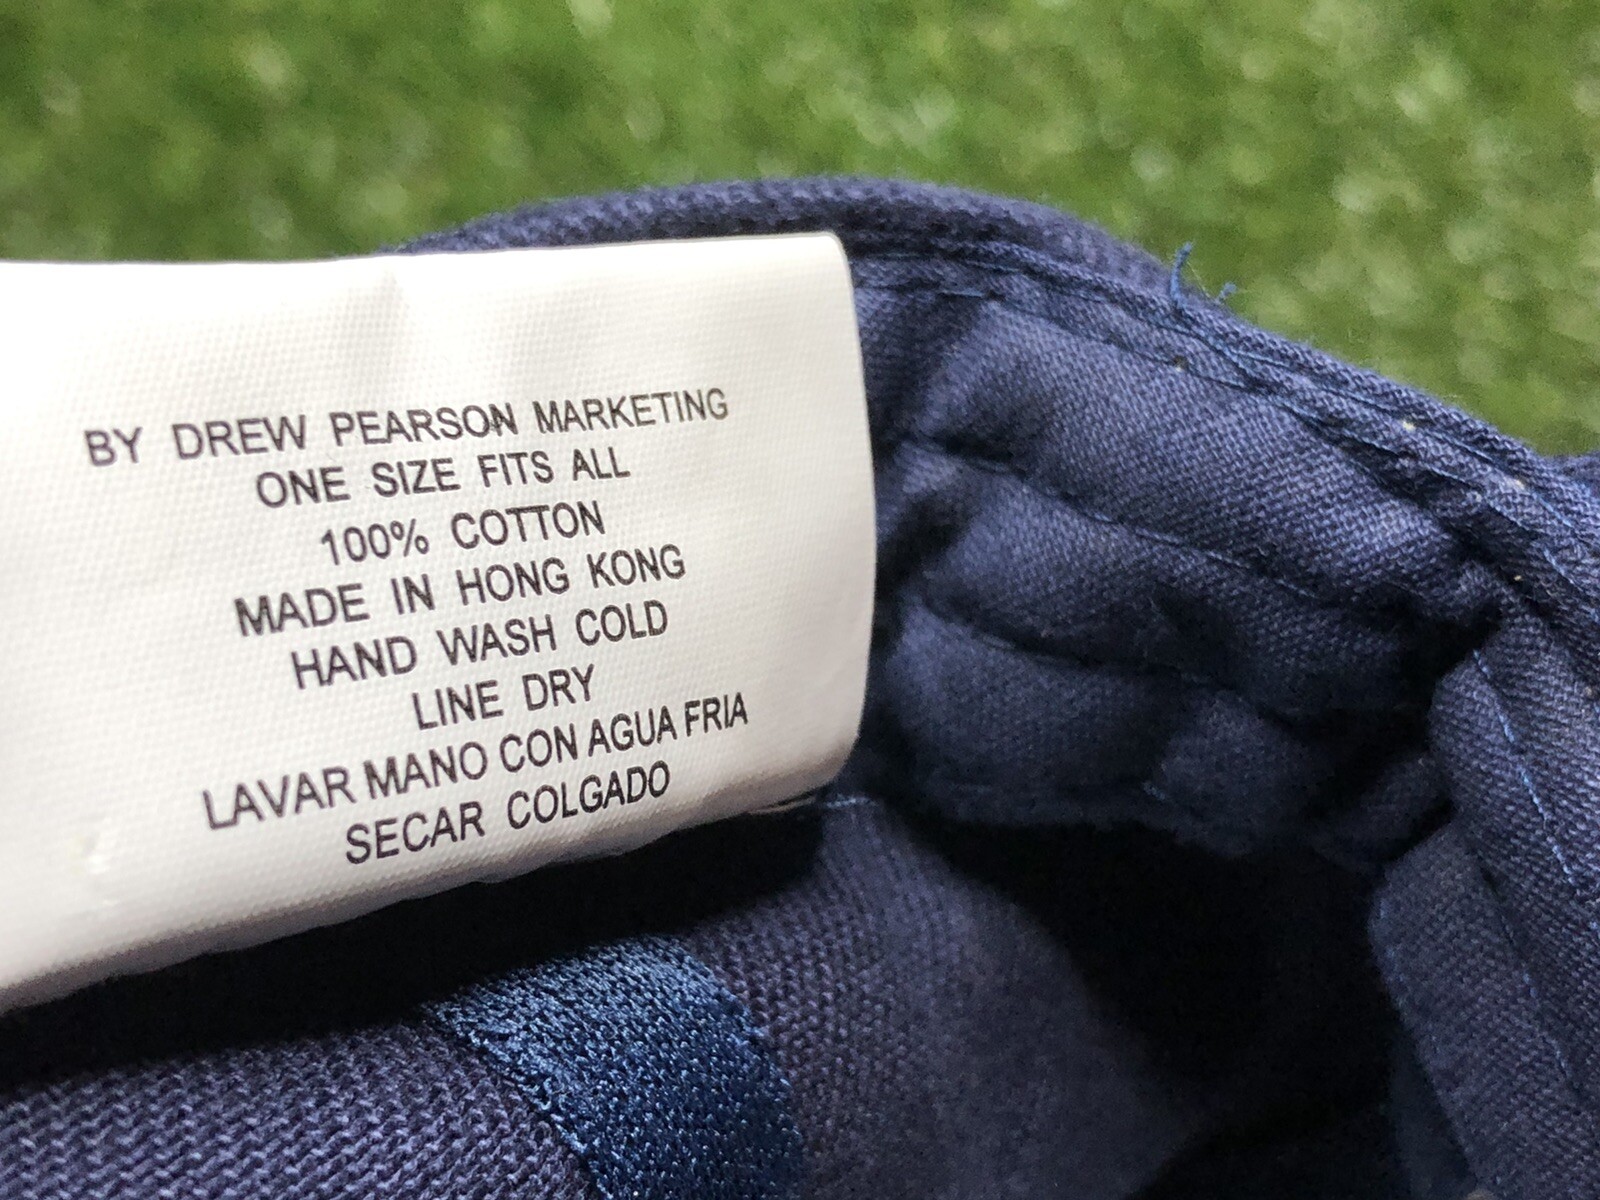 BY DREW PEARSON MARKETING
ONE SIZE FITS ALL
100% COTTON
MADE IN HONG KONG
HAND WASH COLD
LINE DRY
LAVAR MANO CON AGUA FRIA
SECAR COLGADO